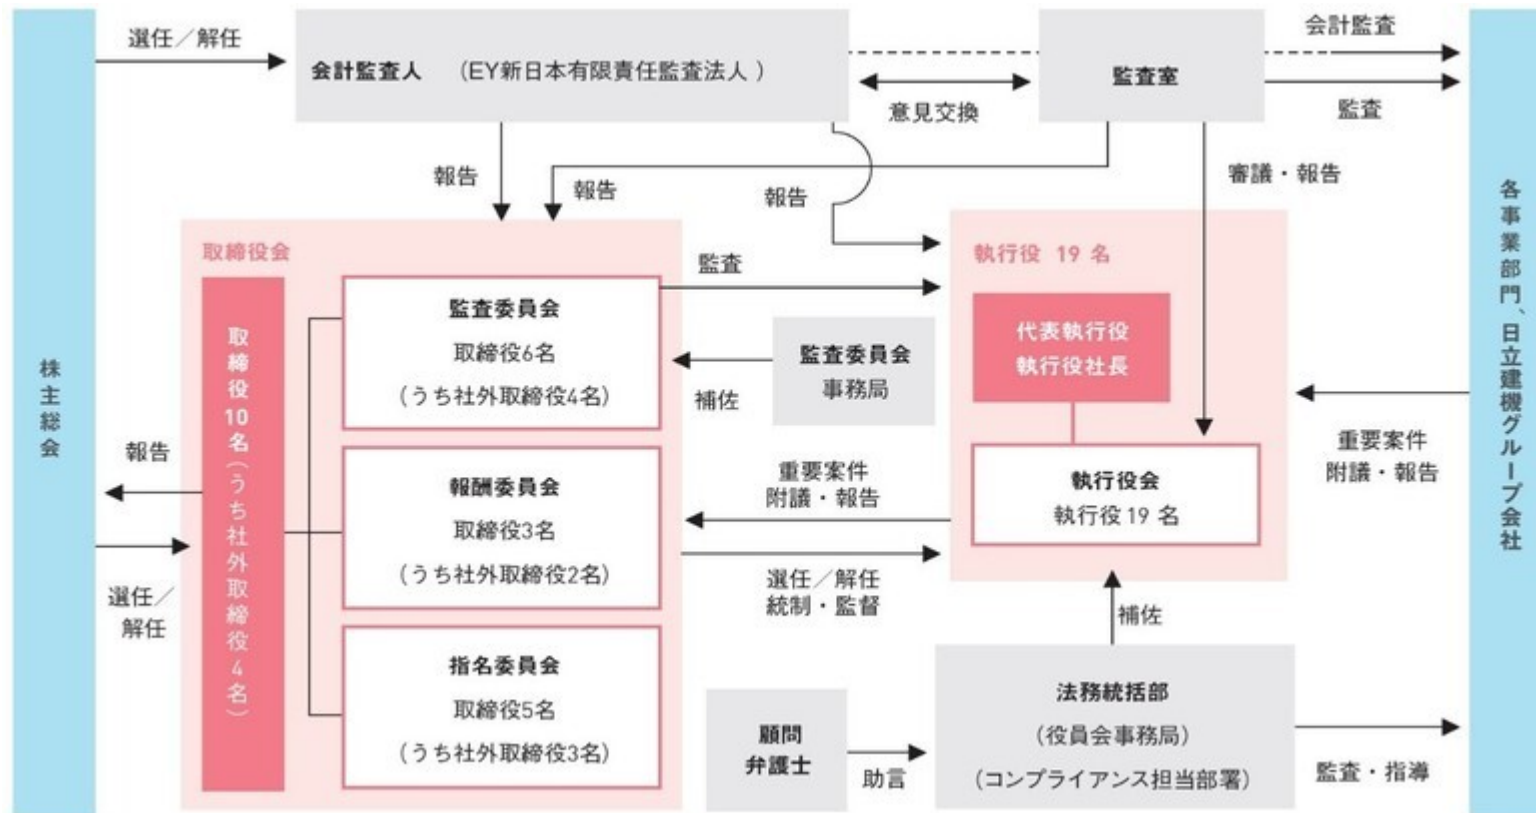 選任／解任
会計監査人 （EY新日本有限責任監査法人 ）
意見交換
監査室
会計監査
監査
報告
報告
報告
審議・報告
株主総会
報告
選任／
解任
取締役会
取締役10名（うち社外取締役4名）
監査委員会
取締役6名
（うち社外取締役4名）
報酬委員会
取締役3名
（うち社外取締役2名）
指名委員会
取締役5名
（うち社外取締役3名）
監査
監査委員会
事務局
補佐
重要案件
附議・報告
選任／解任
統制・監督
執行役 19 名
代表執行役
執行役社長
執行役会
執行役 19 名
補佐
顧問
弁護士
助言
法務統括部
（役員会事務局）
（コンプライアンス担当部署）
重要案件
附議・報告
監査・指導
各事業部門、日立建機グループ会社